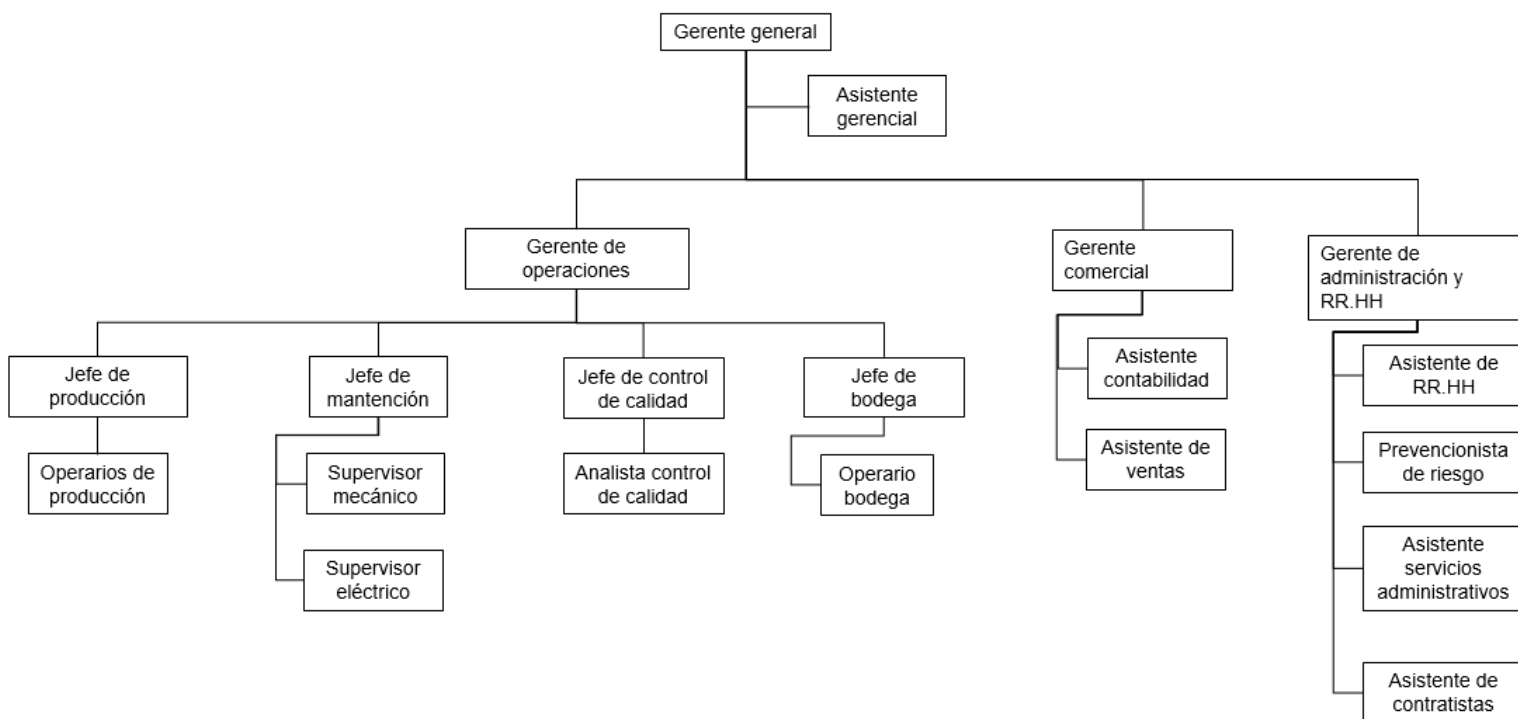 Gerente general
Asistente
gerencial
Gerente de
operaciones
Gerente
comercial
Gerente de
administración y
RR.HH
Jefe de
producción
Jefe de
mantención
Jefe de control
de calidad
Jefe de
bodega
Asistente
contabilidad
Asistente de
RR.HH
Operarios de
producción
Supervisor
mecánico
Analista control
de calidad
Operario
bodega
Asistente de
ventas
Prevencionista
de riesgo
Supervisor
eléctrico
Asistente
servicios
administrativos
Asistente de
contratistas